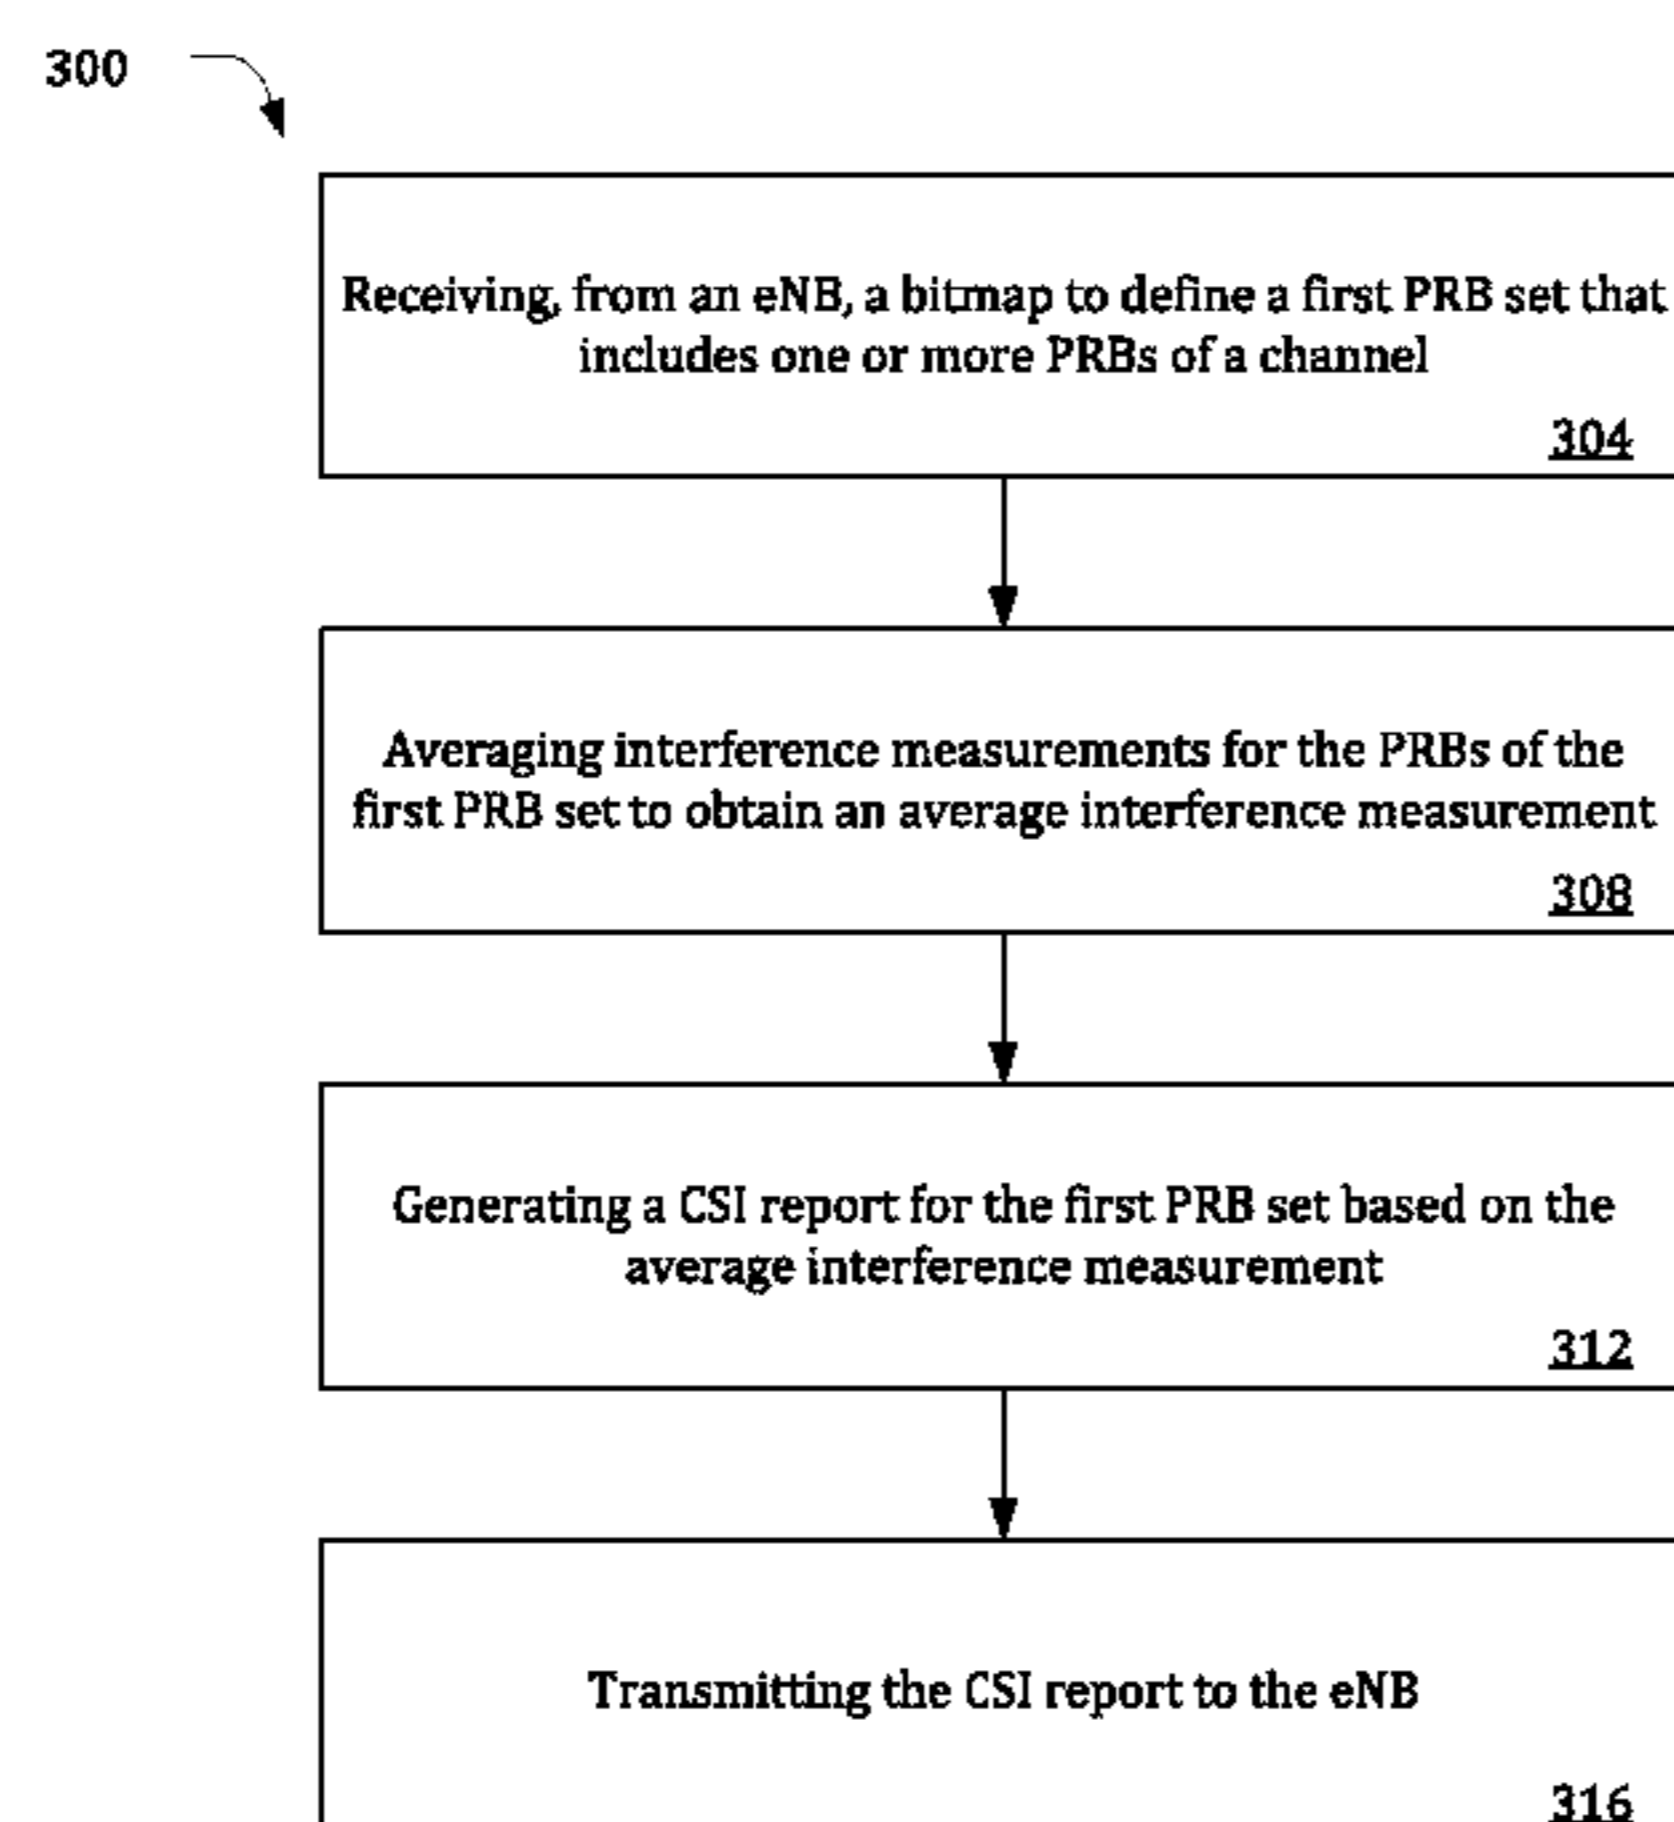 300
Receiving, from an eNB, a bitmap to define a first PRB set that
includes one or more PRBs of a channel
304
Averaging interference measurements for the PRBs of the
first PRB set to obtain an average interference measurement
308
Generating a CSI report for the first PRB set based on the
average interference measurement
312
Transmitting the CSI report to the eNB
316